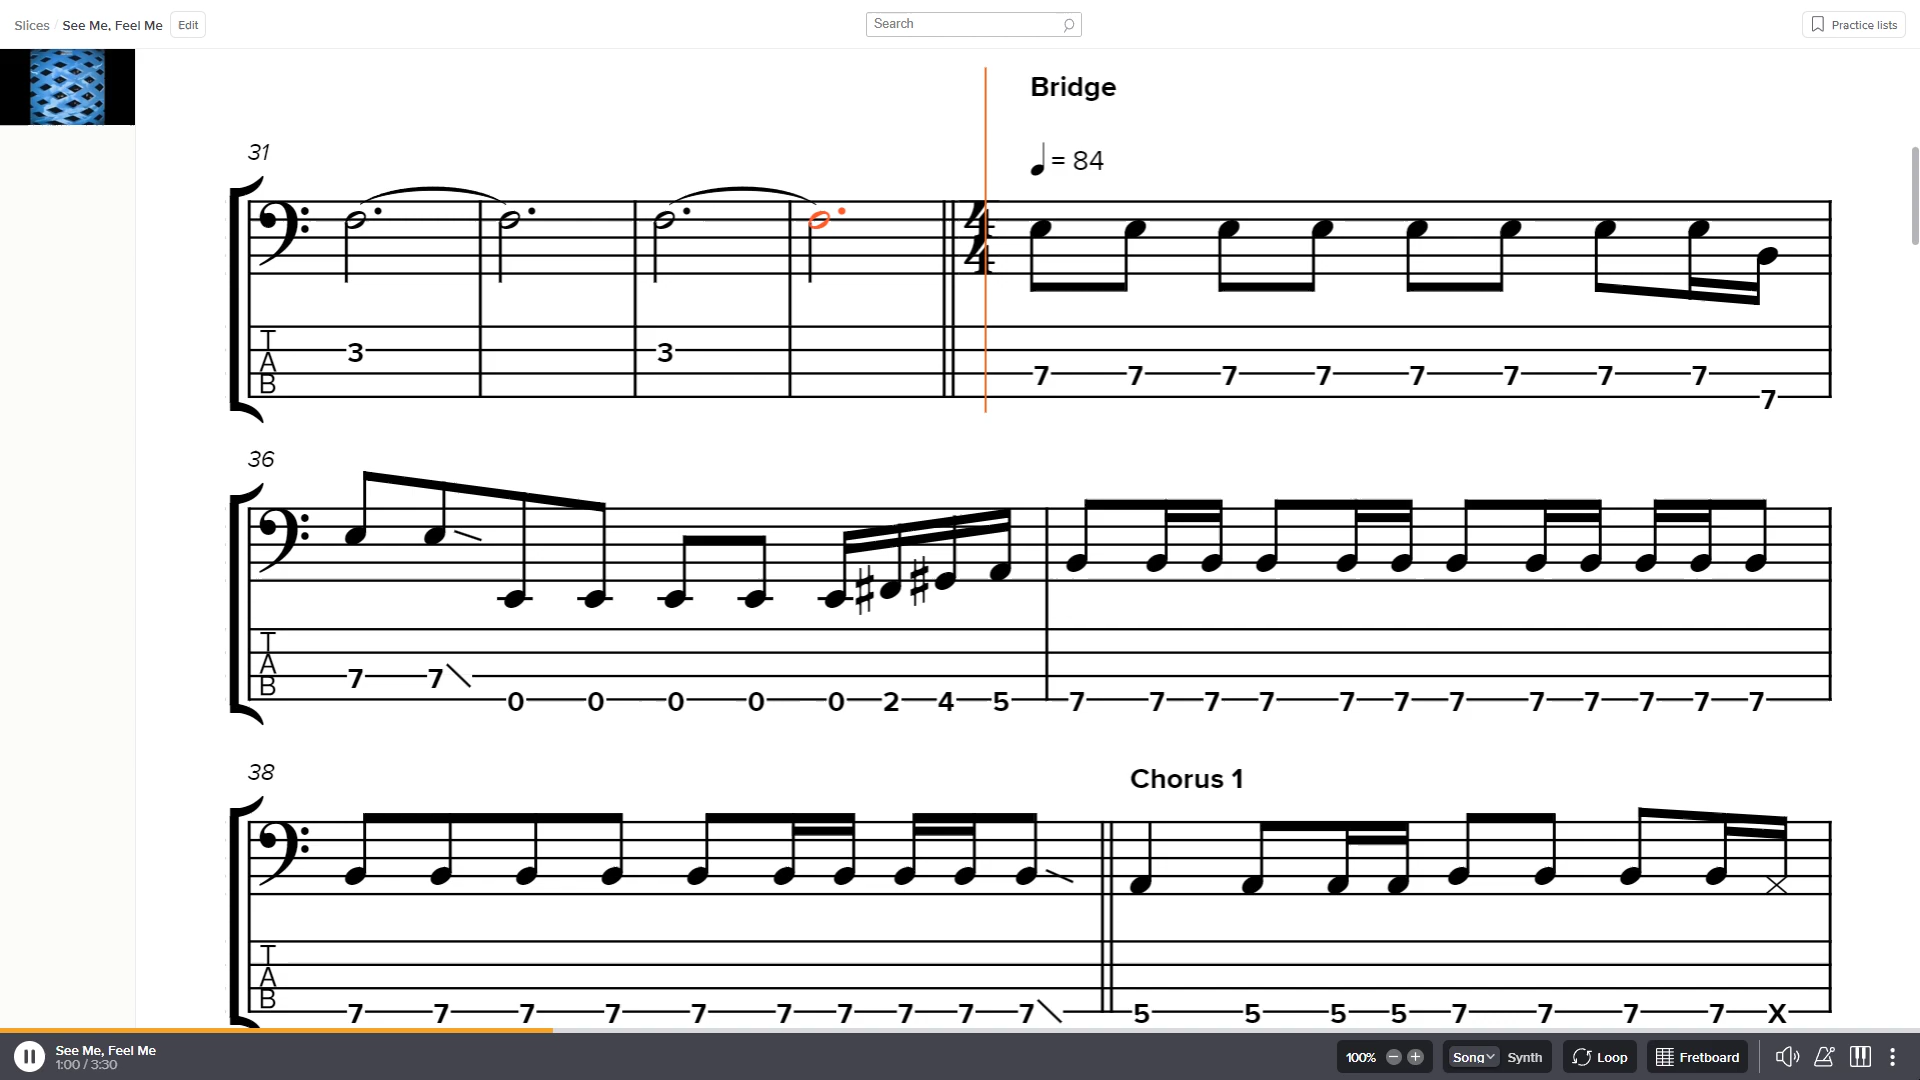 Slices / See Me, Feel Me Edit
Search
Practice lists
Bridge
31
= 84
4
4
T
A
B
3 3 7 7 7 7 7 7 7 7
7
36
T
A
B
7 7
0 0 0 0 0 2 4 5 7 7 7 7 7 7 7 7 7 7 7 7
38
Chorus 1
T
A
B
7 7 7 7 7 7 7 7 7 7 5 5 5 5 7 7 7 7 X
See Me, Feel Me
1:00 / 3:30
100% Song Synth Loop Fretboard